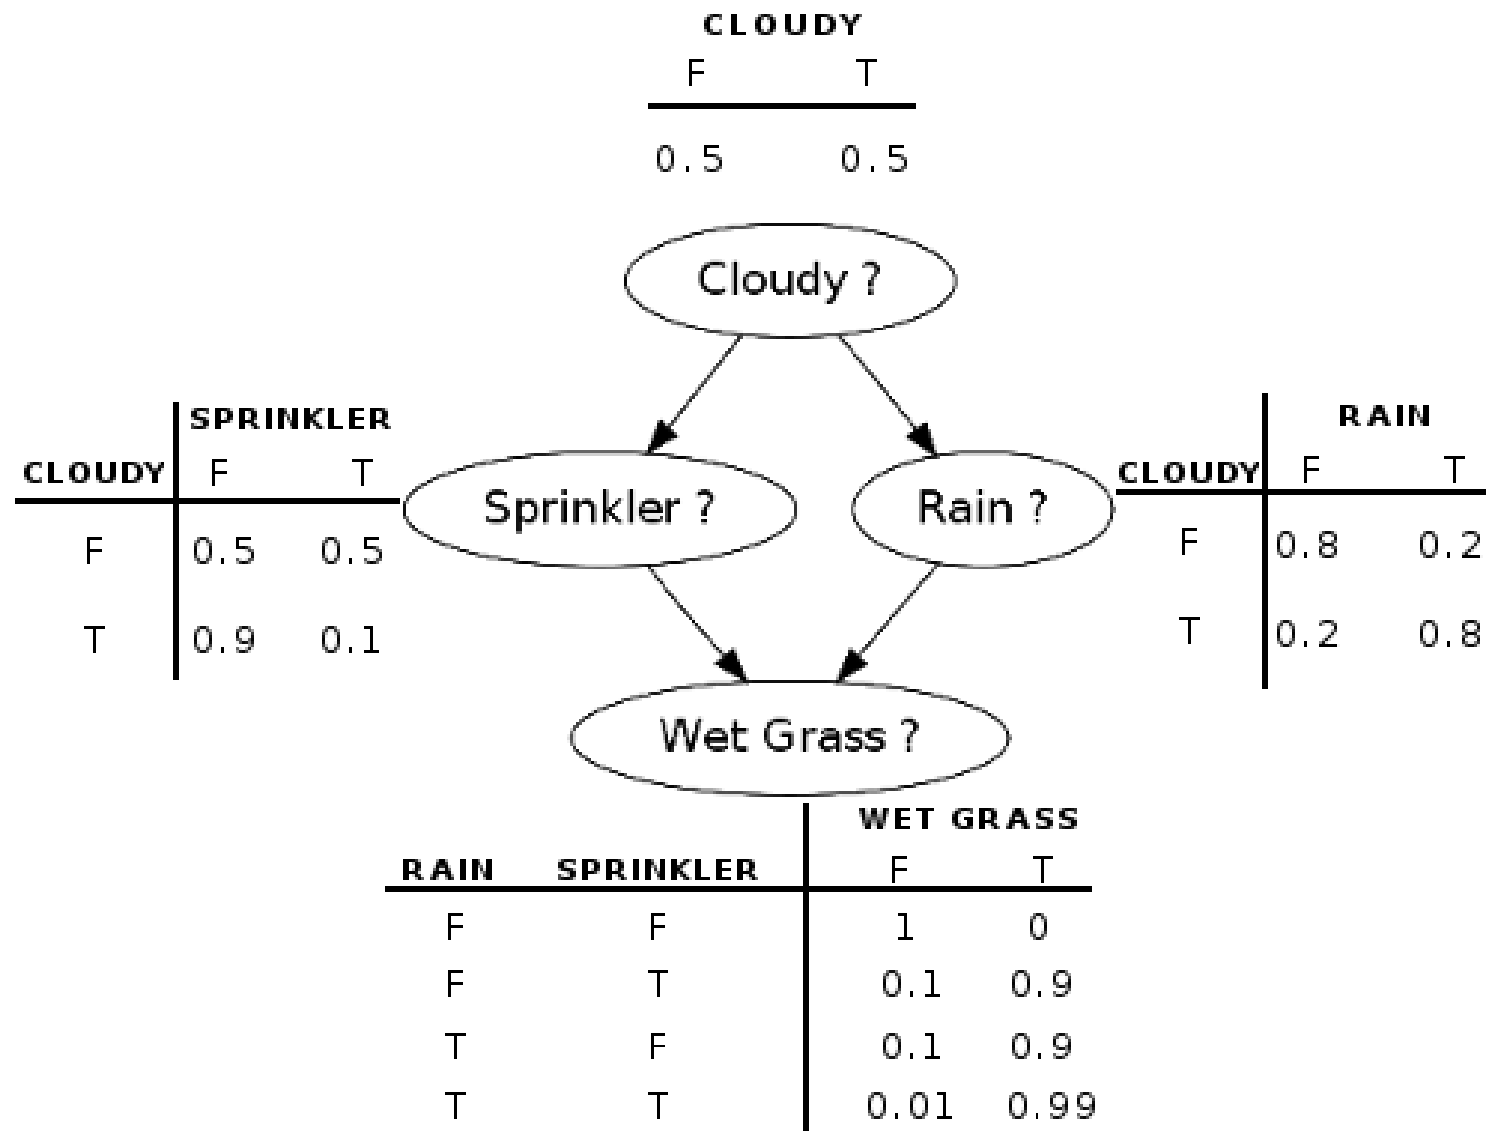 CLOUDY
F T
0.5 0.5
Cloudy ?
SPRINKLER
CLOUDY F T
F 0.5 0.5
T 0.9 0.1
Sprinkler ?
Rain ?
RAIN
CLOUDY F T
F 0.8 0.2
T 0.2 0.8
Wet Grass ?
WET GRASS
RAIN SPRINKLER F T
F F 1 0
F T 0.1 0.9
T F 0.1 0.9
T T 0.01 0.99